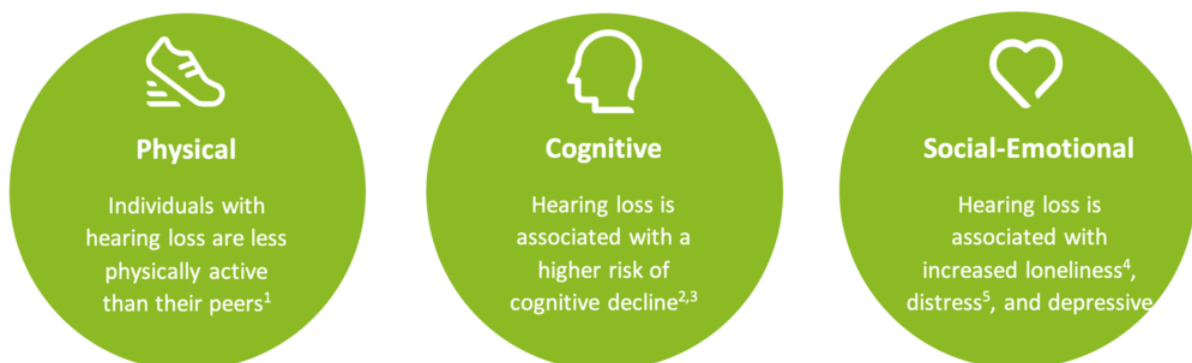 Physical
Individuals with
hearing loss are less
physically active
than their peers¹
Cognitive
Hearing loss is
associated with a
higher risk of
cognitive decline²,³
Social-Emotional
Hearing loss is
associated with
increased loneliness⁴,
distress⁵, and depressive